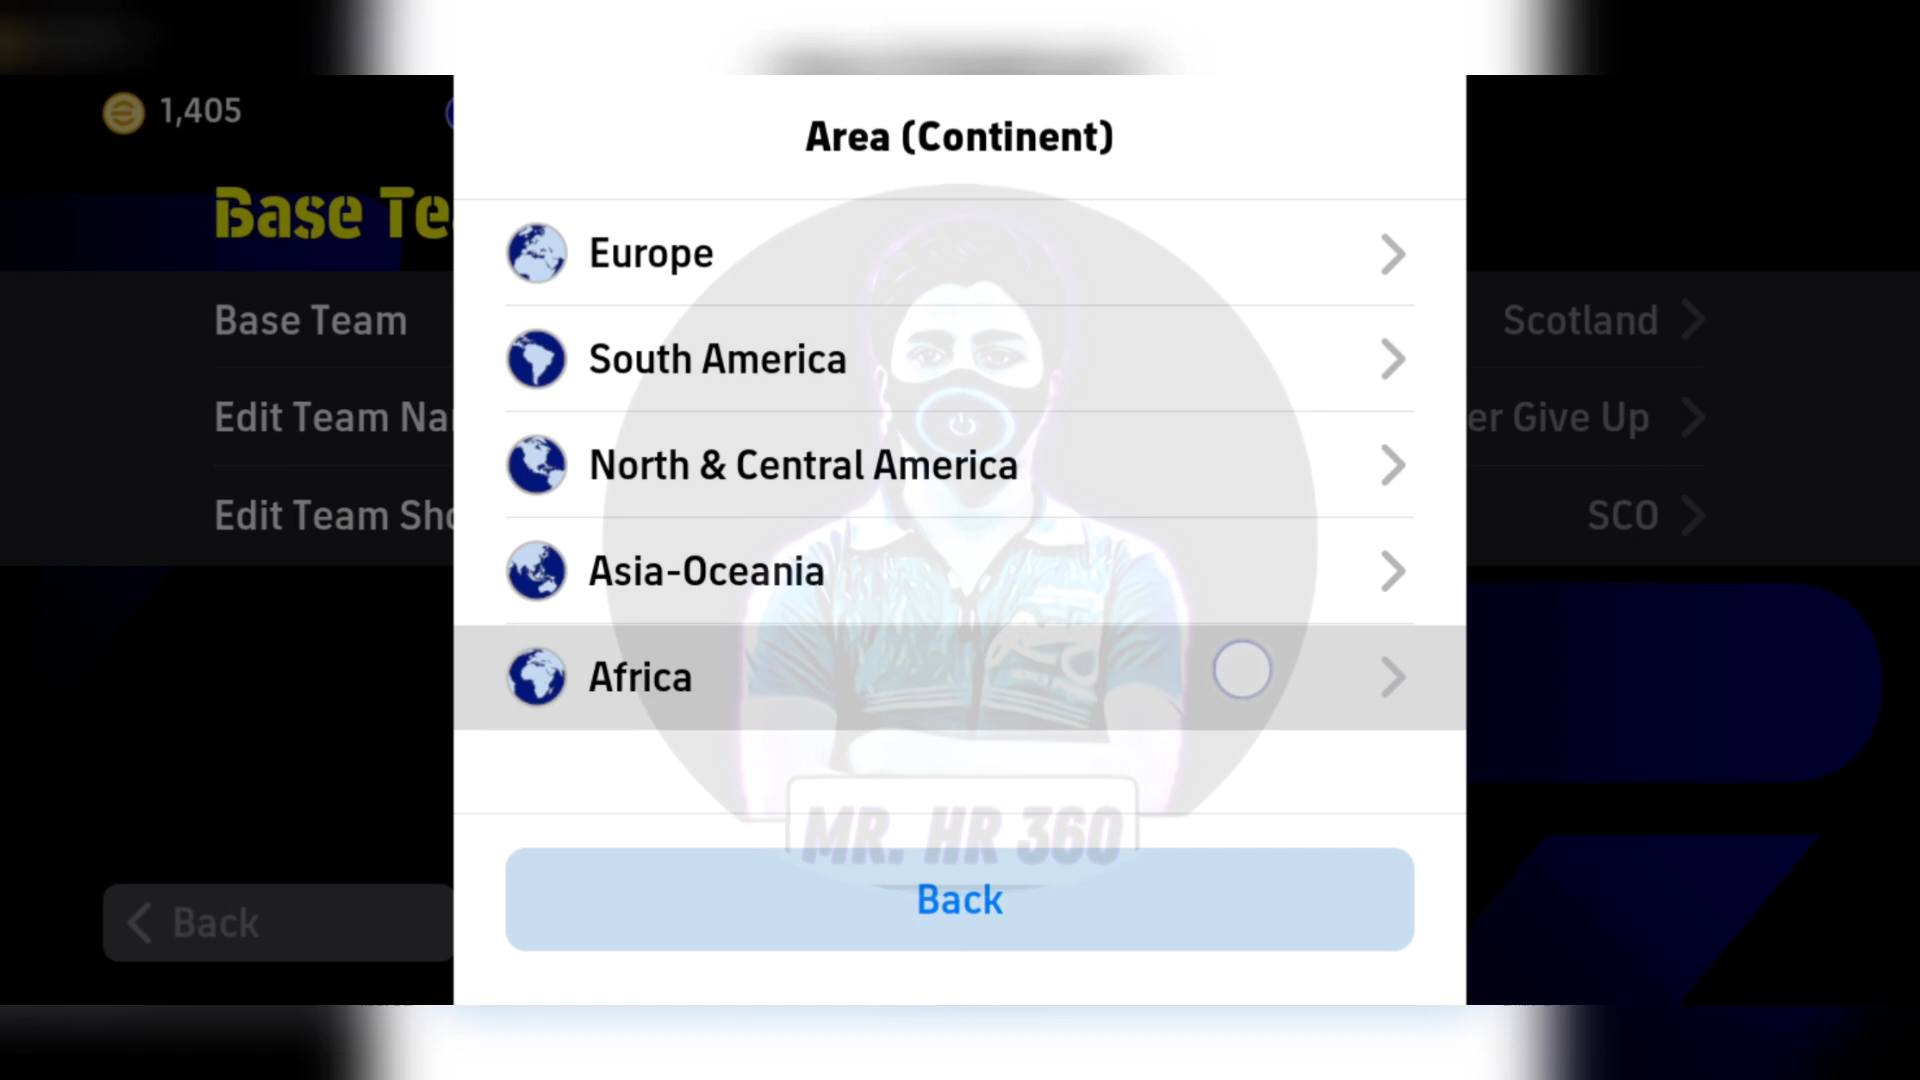 1,405
Area (Continent)
Base Te
Europe
Base Team
Scotland
South America
Edit Team Na
er Give Up
North & Central America
Edit Team Sho
SCO
Asia-Oceania
Africa
MR. HR 360
Back
Back